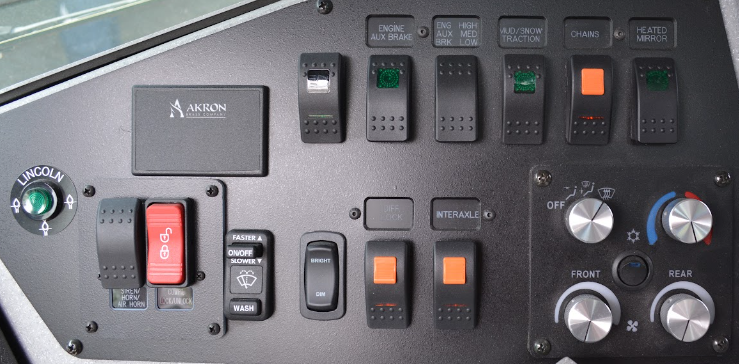 ENGINE
AUX BRAKE
ENG HIGH
AUX MED
BRK LOW
MUD/SNOW
TRACTION
CHAINS
HEATED
MIRROR
AKRON
BRASS COMPANY
LINCOLN
INTERAXLE
OFF
FASTER ▲
ON/OFF
SLOWER ▼
WASH
BRIGHT
DIM
SIREN/
HORN/
AIR HORN
FRONT
REAR